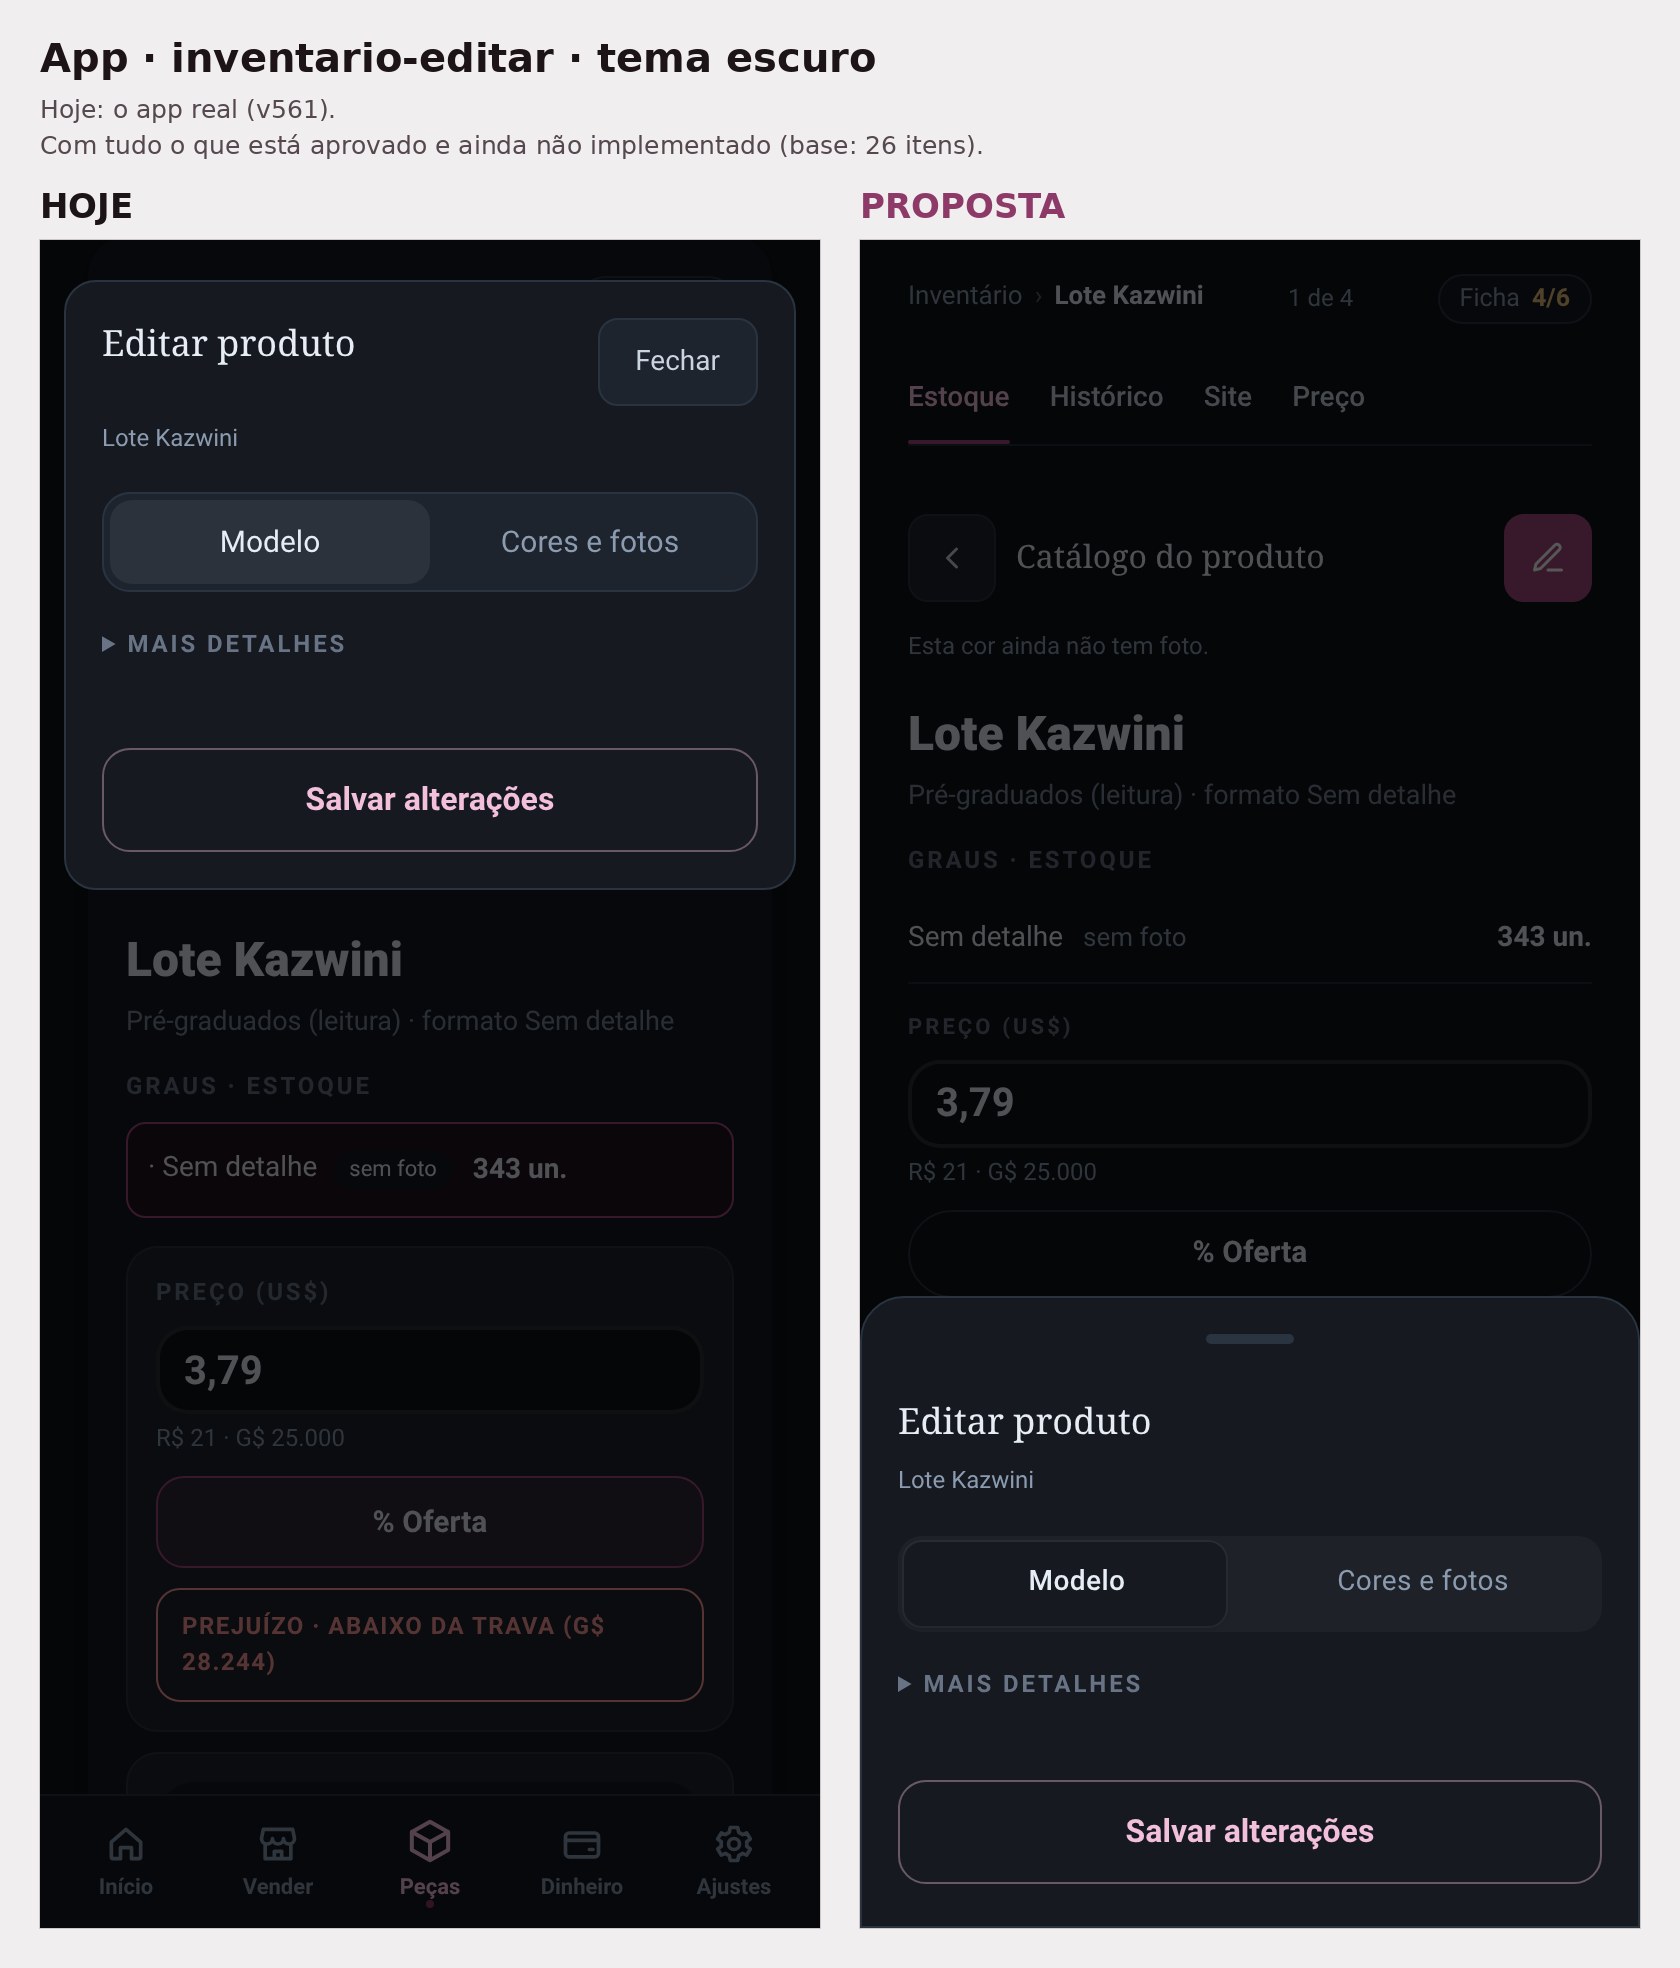 App · inventario-editar · tema escuro
Hoje: o app real (v561).
Com tudo o que está aprovado e ainda não implementado (base: 26 itens).
HOJE
Editar produto
Fechar
Lote Kazwini
Modelo
Cores e fotos
▶ MAIS DETALHES
Salvar alterações
Lote Kazwini
Pré-graduados (leitura) · formato Sem detalhe
GRAUS · ESTOQUE
· Sem detalhe sem foto 343 un.
PREÇO (US$)
3,79
R$ 21 · G$ 25.000
% Oferta
PREJUÍZO · ABAIXO DA TRAVA (G$
28.244)
Início Vender Peças Dinheiro Ajustes
PROPOSTA
Inventário › Lote Kazwini 1 de 4 Ficha 4/6
Estoque Histórico Site Preço
Catálogo do produto
Esta cor ainda não tem foto.
Lote Kazwini
Pré-graduados (leitura) · formato Sem detalhe
GRAUS · ESTOQUE
Sem detalhe sem foto 343 un.
PREÇO (US$)
3,79
R$ 21 · G$ 25.000
% Oferta
Editar produto
Lote Kazwini
Modelo
Cores e fotos
▶ MAIS DETALHES
Salvar alterações